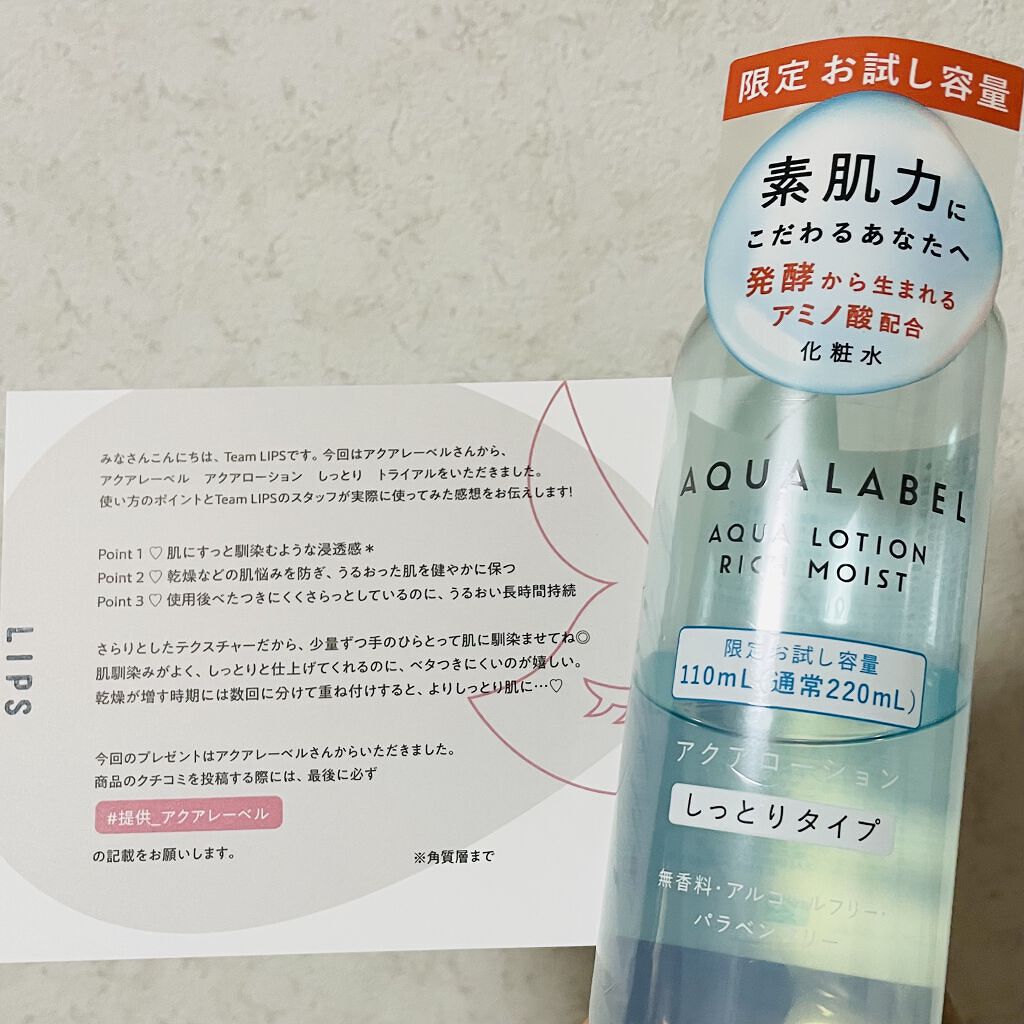 みなさんこんにちは、Team LIPSです。今回はアクアレーベルさんから、
アクアレーベル　アクアローション　しっとり　トライアルをいただきました。
使い方のポイントとTeam LIPSのスタッフが実際に使ってみた感想をお伝えします!
Point 1 ♡ 肌にすっと馴染むような浸透感＊
Point 2 ♡ 乾燥などの肌悩みを防ぎ、うるおった肌を健やかに保つ
Point 3 ♡ 使用後べたつきにくくさらっとしているのに、うるおい長時間持続
さらりとしたテクスチャーだから、少量ずつ手のひらとって肌に馴染ませてね◎
肌馴染みがよく、しっとりと仕上げてくれるのに、ベタつきにくいのが嬉しい。
乾燥が増す時期には数回に分けて重ね付けすると、よりしっとり肌に…♡
今回のプレゼントはアクアレーベルさんからいただきました。
商品のクチコミを投稿する際には、最後に必ず
#提供_アクアレーベル
の記載をお願いします。
※角質層まで
LIPS
限定 お試し容量
素肌力に
こだわるあなたへ
発酵から生まれる
アミノ酸配合
化粧水
AQUALABEL
AQUA LOTION
RICH MOIST
限定お試し容量
110mL(通常220mL)
アクアローション
しっとりタイプ
無香料・アルコールフリー・
パラベンフリー